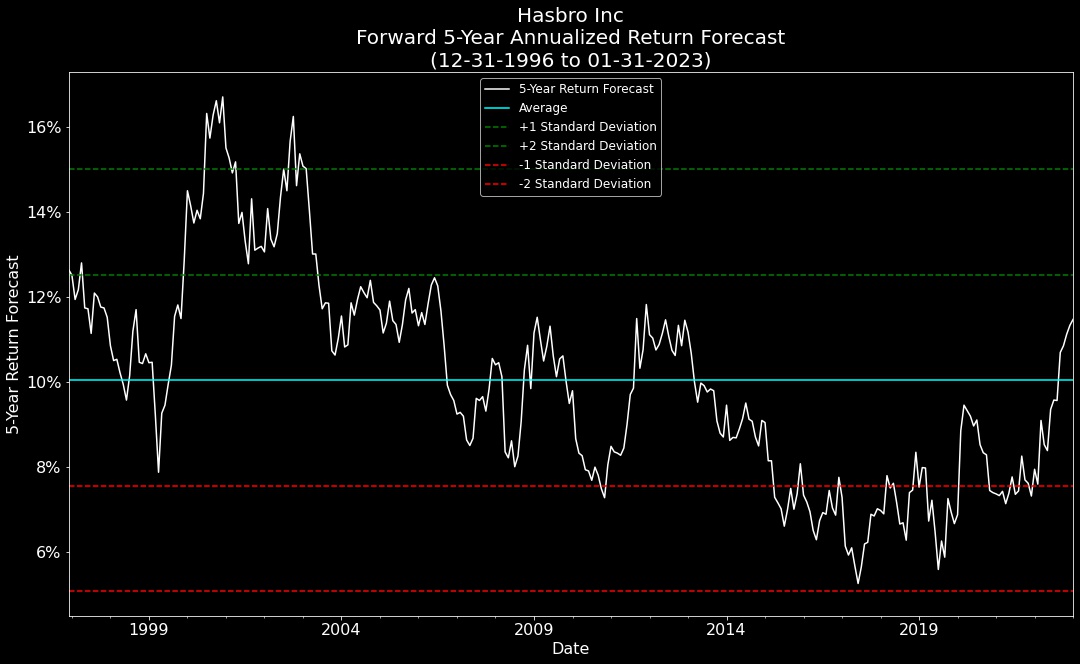 Hasbro Inc
Forward 5-Year Annualized Return Forecast
(12-31-1996 to 01-31-2023)
5-Year Return Forecast
Average
+1 Standard Deviation
+2 Standard Deviation
-1 Standard Deviation
-2 Standard Deviation
5-Year Return Forecast
16%
14%
12%
10%
8%
6%
1999
2004
2009
2014
2019
Date